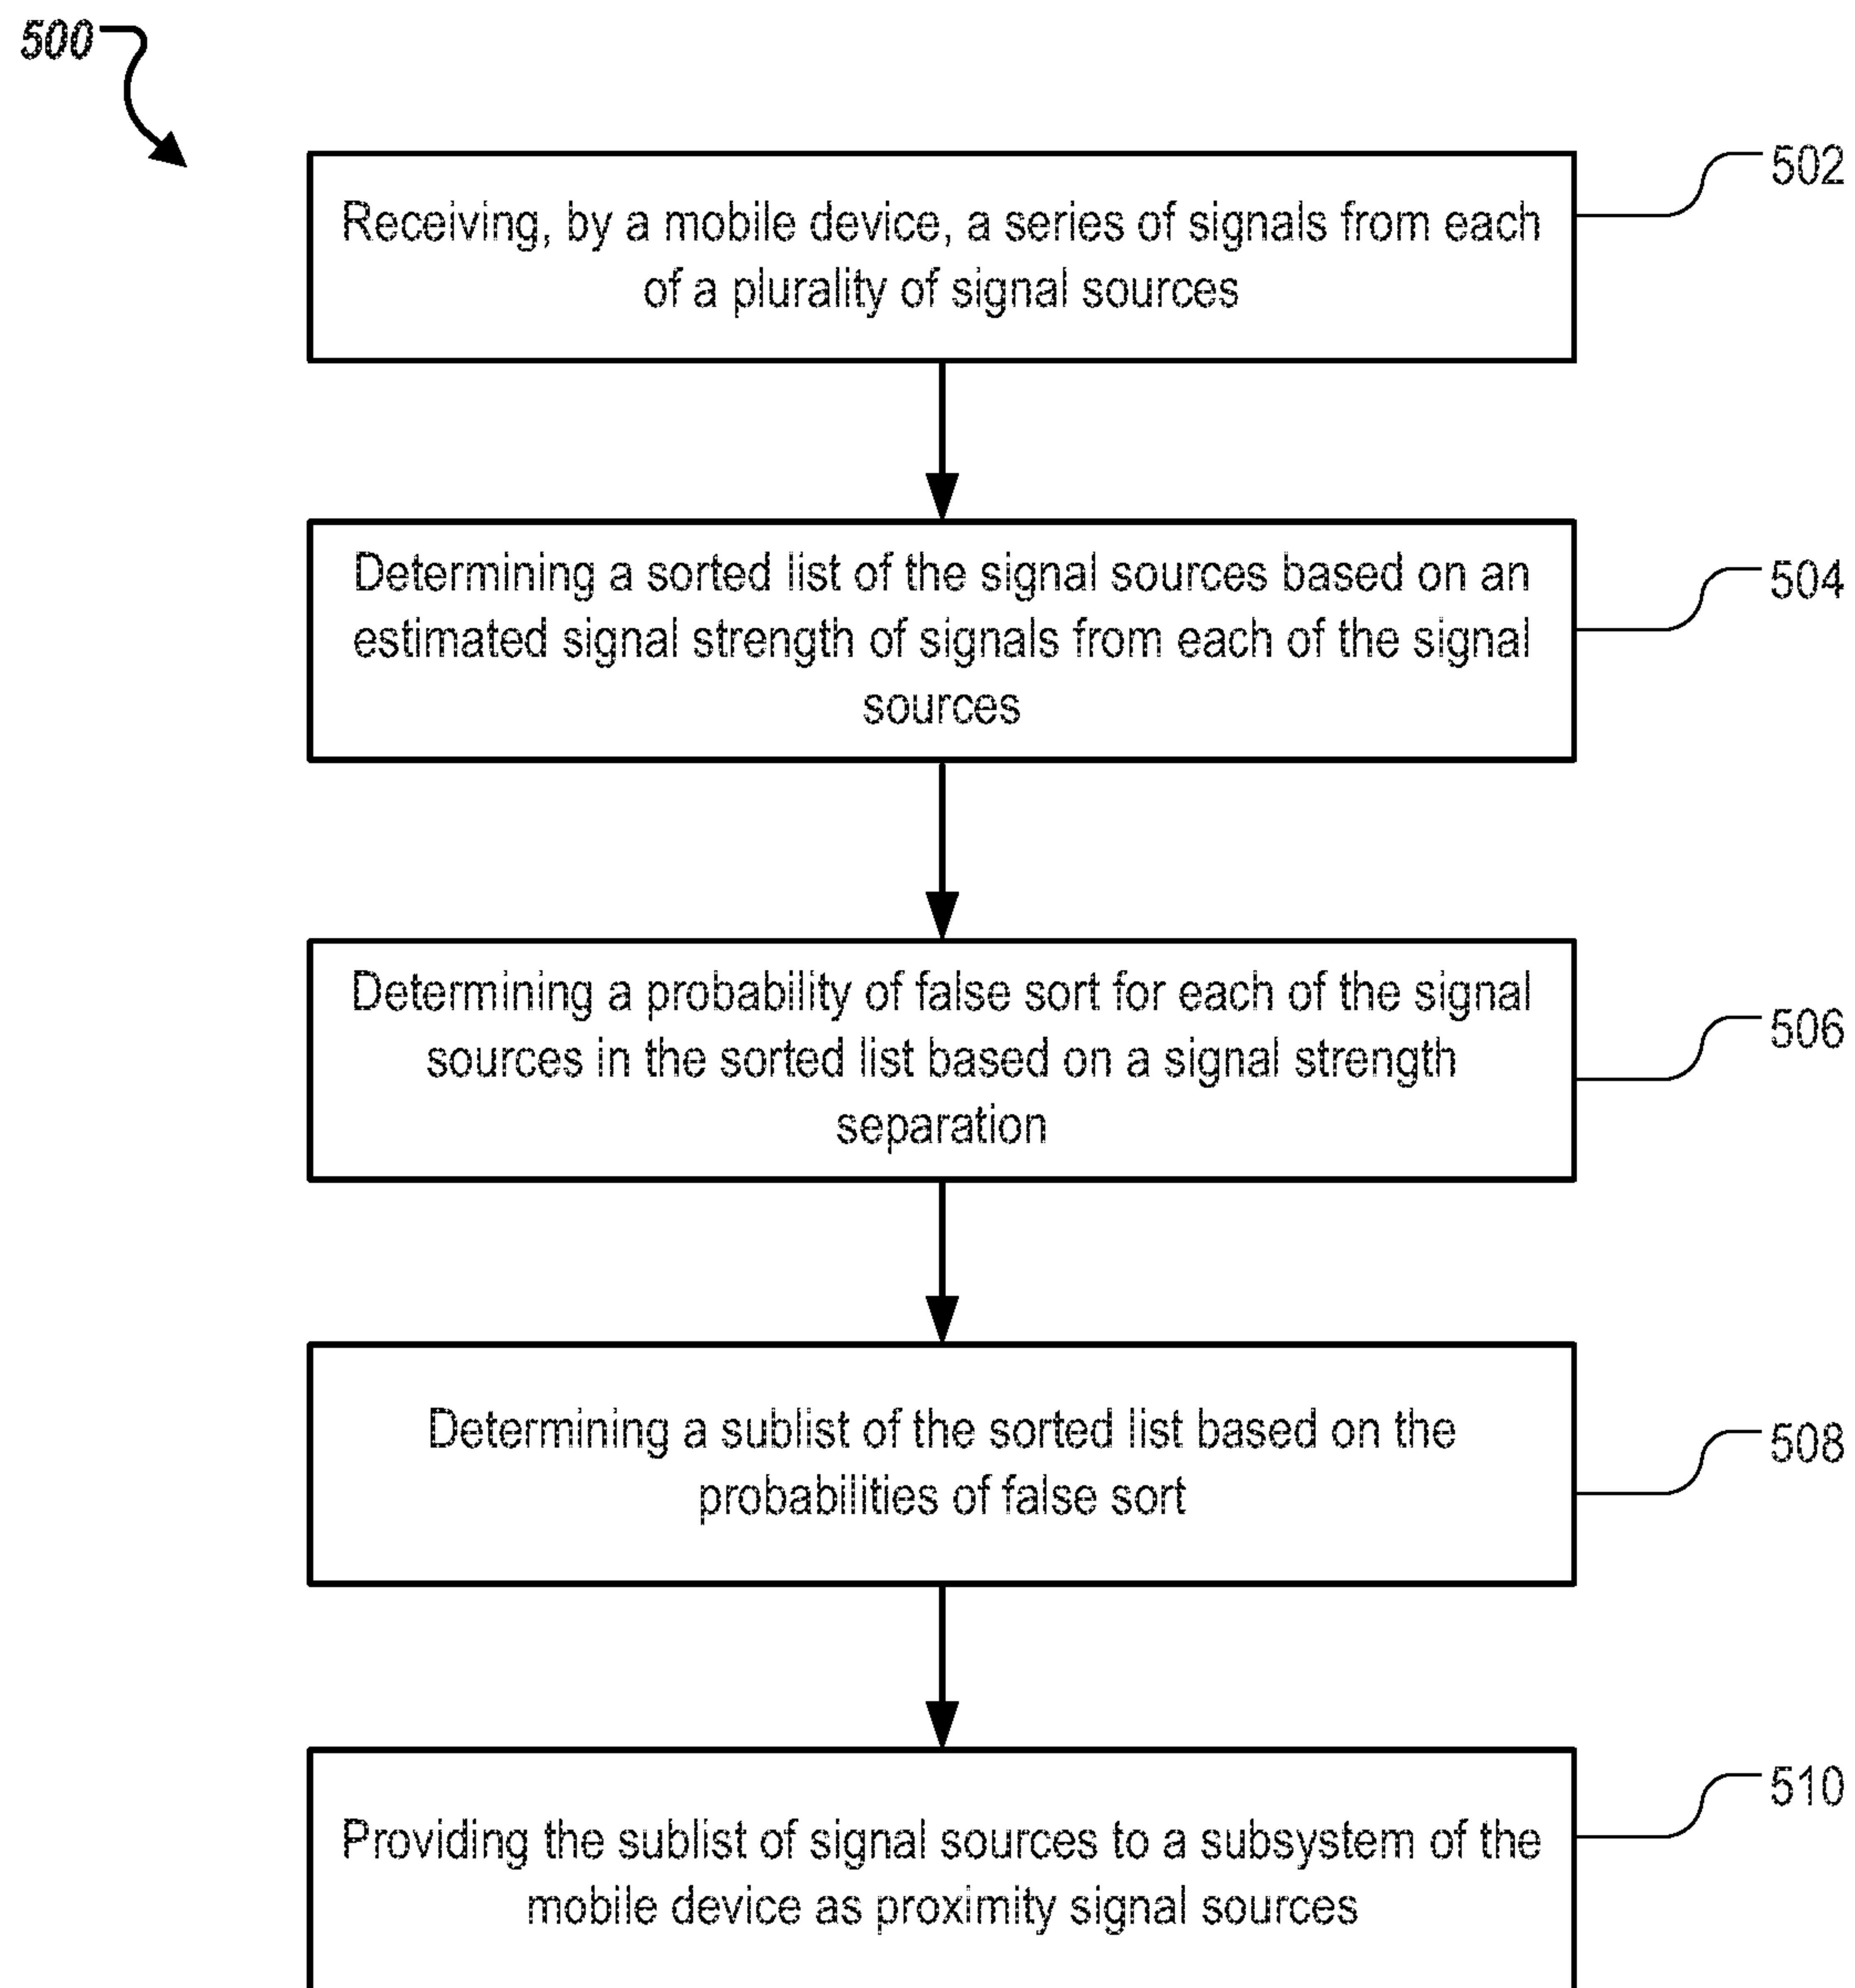 500
502
Receiving, by a mobile device, a series of signals from each
of a plurality of signal sources
504
Determining a sorted list of the signal sources based on an
estimated signal strength of signals from each of the signal
sources
506
Determining a probability of false sort for each of the signal
sources in the sorted list based on a signal strength
separation
508
Determining a sublist of the sorted list based on the
probabilities of false sort
510
Providing the sublist of signal sources to a subsystem of the
mobile device as proximity signal sources